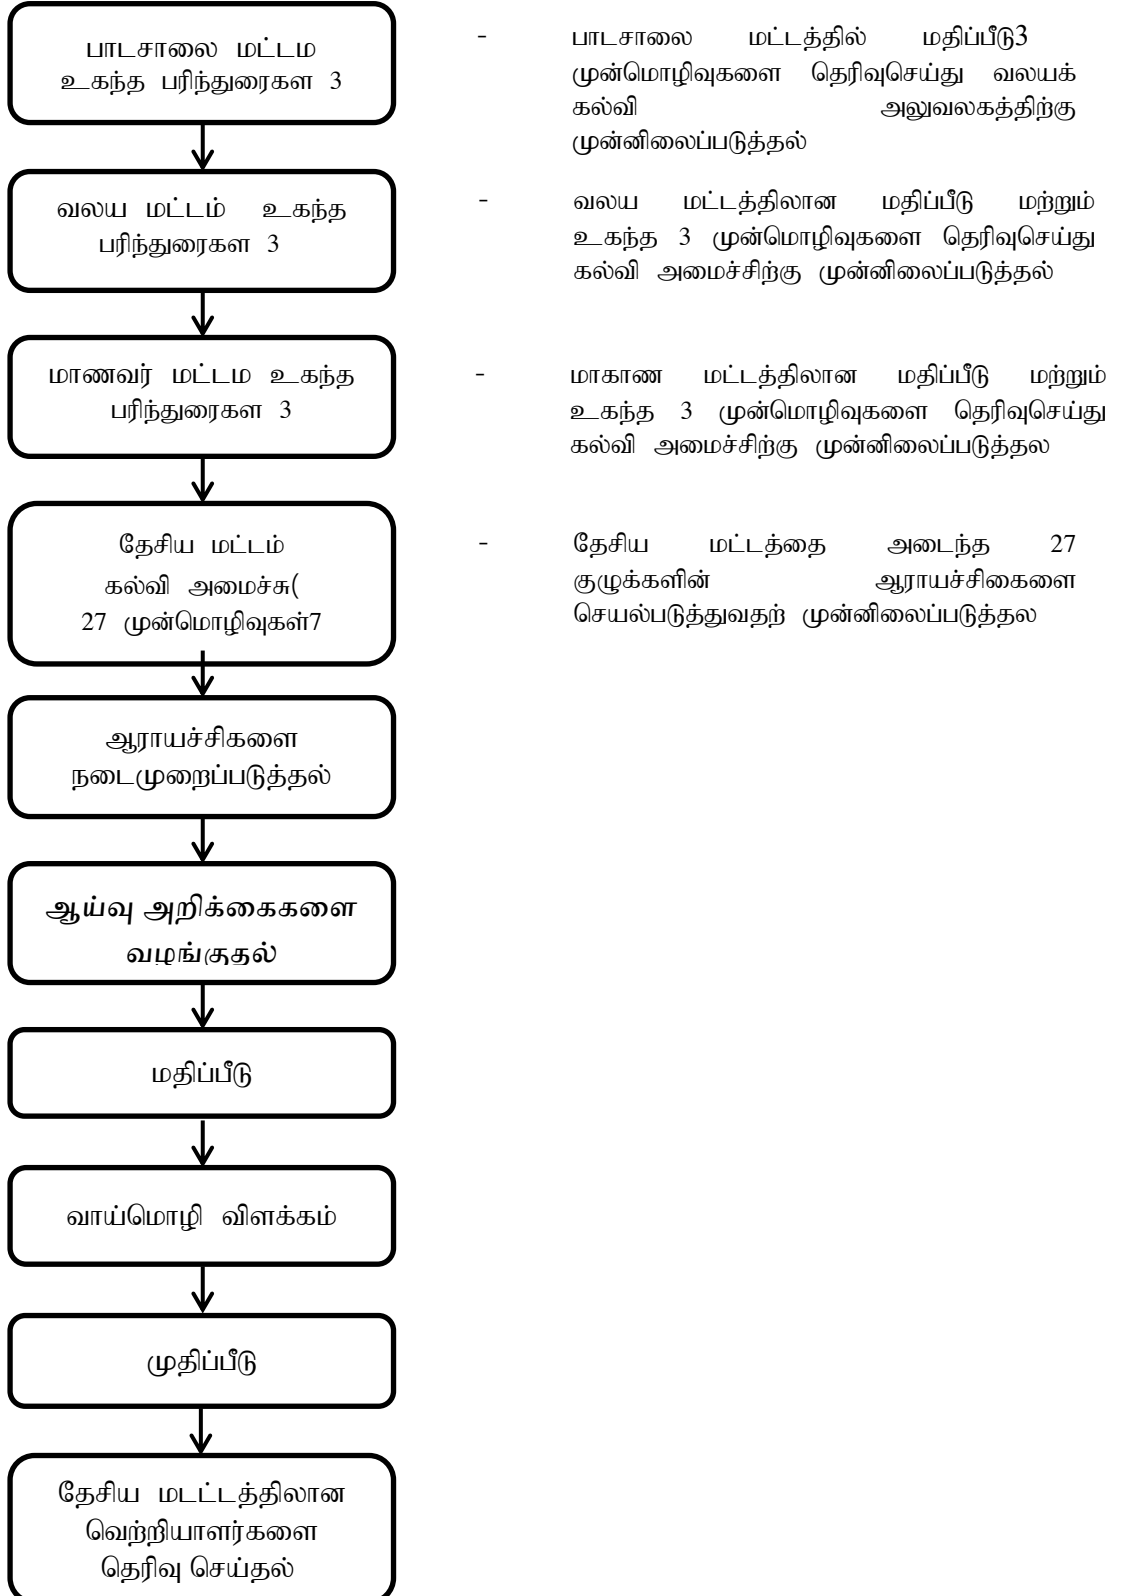 பாடசாலை மட்டம
உகந்த பரிந்துரைகள 3
- பாடசாலை மட்டத்தில் மதிப்பீடு3
முன்மொழிவுகளை தெரிவுசெய்து வலயக்
கல்வி அலுவலகத்திற்கு
முன்னிலைப்படுத்தல்
வலய மட்டம் உகந்த
பரிந்துரைகள 3
- வலய மட்டத்திலான மதிப்பீடு மற்றும்
உகந்த 3 முன்மொழிவுகளை தெரிவுசெய்து
கல்வி அமைச்சிற்கு முன்னிலைப்படுத்தல்
மாணவர் மட்டம உகந்த
பரிந்துரைகள 3
- மாகாண மட்டத்திலான மதிப்பீடு மற்றும்
உகந்த 3 முன்மொழிவுகளை தெரிவுசெய்து
கல்வி அமைச்சிற்கு முன்னிலைப்படுத்தல
தேசிய மட்டம்
கல்வி அமைச்சு(
27 முன்மொழிவுகள்7
- தேசிய மட்டத்தை அடைந்த 27
குழுக்களின் ஆராயச்சிகைளை
செயல்படுத்துவதற் முன்னிலைப்படுத்தல
ஆராயச்சிகளை
நடைமுறைப்படுத்தல்
ஆய்வு அறிக்கைகளை
வழங்குதல்
மதிப்பீடு
வாய்மொழி விளக்கம்
முதிப்பீடு
தேசிய மடட்டத்திலான
வெற்றியாளர்களை
தெரிவு செய்தல்